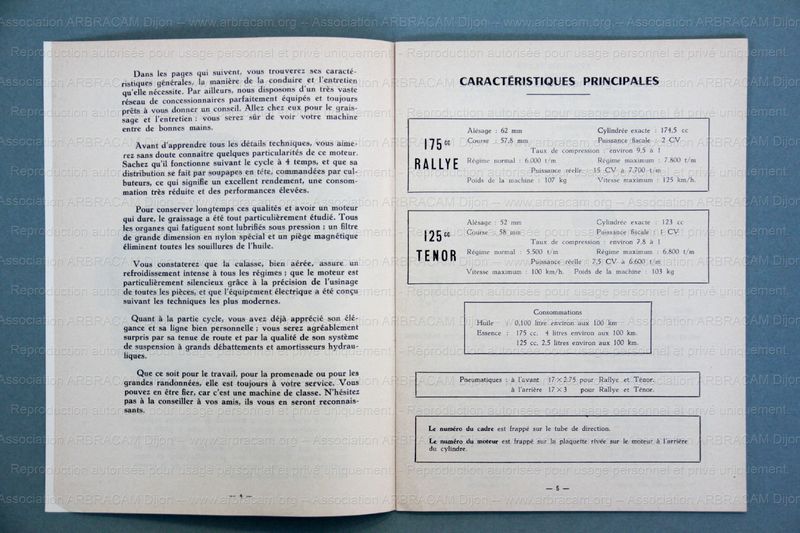 Dans les pages qui suivent, vous trouverez ses caracté-
ristiques générales, la manière de la conduire et l'entretien
qu'elle nécessite. Par ailleurs, nous disposons d'un très vaste
réseau de concessionnaires parfaitement équipés et toujours
prêts à vous donner un conseil. Allez chez eux pour le grais-
sage et l'entretien : vous serez sûr de voir votre machine
entre de bonnes mains.
Avant d'apprendre tous les détails techniques, vous aime-
rez sans doute connaître quelques particularités de ce moteur.
Sachez qu'il fonctionne suivant le cycle à 4 temps, et que sa
distribution se fait par soupapes en tête, commandées par cul-
buteurs, ce qui signifie un excellent rendement, une consom-
mation très réduite et des performances élevées.
Pour conserver longtemps ces qualités et avoir un moteur
qui dure, le graissage a été tout particulièrement étudié. Tous
les organes qui fatiguent sont lubrifiés sous pression ; un filtre
de grande dimension en nylon spécial et un piège magnétique
éliminent toutes les souillures de l'huile.
Vous constaterez que la culasse, bien aérée, assure un
refroidissement intense à tous les régimes ; que le moteur est
particulièrement silencieux grâce à la précision de l'usinage
de toutes les pièces, et que l'équipement électrique a été conçu
suivant les techniques les plus modernes.
Quant à la partie cycle, vous avez déjà apprécié son élé-
gance et sa ligne bien personnelle ; vous serez agréablement
surpris par sa tenue de route et par la qualité de son système
de suspension à grands débattements et amortisseurs hydrau-
liques.
Que ce soit pour le travail, pour la promenade ou pour les
grandes randonnées, elle est toujours à votre service. Vous
pouvez en être fier, car c'est une machine de classe. N'hésitez
pas à la conseiller à vos amis, ils vous en seront reconnais-
sants.
— 4 —
CARACTÉRISTIQUES PRINCIPALES
175 cc
RALLYE
Alésage : 62 mm Cylindrée exacte : 174,5 cc
Course : 57,8 mm Puissance fiscale : 2 CV
Taux de compression : environ 9,5 à 1
Régime normal : 6.000 t/m Régime maximum : 7.800 t/m
Puissance réelle : 15 CV à 7.700 t/m
Poids de la machine : 107 kg Vitesse maximum : 125 km/h.
125 cc
TENOR
Alésage : 52 mm Cylindrée exacte : 123 cc
Course : 58 mm Puissance fiscale : 1 CV
Taux de compression : environ 7,8 à 1
Régime normal : 5.500 t/m Régime maximum : 6.800 t/m
Puissance réelle : 7,5 CV à 6.600 t/m
Vitesse maximum : 100 km/h. Poids de la machine : 103 kg
Consommations
Huile : 0,100 litre environ aux 100 km
Essence : 175 cc. 4 litres environ aux 100 km.
125 cc. 2,5 litres environ aux 100 km.
Pneumatiques : à l'avant 17 × 2.75 pour Rallye et Ténor.
à l'arrière 17 × 3 pour Rallye et Ténor.
Le numéro du cadre est frappé sur le tube de direction.
Le numéro du moteur est frappé sur la plaquette rivée sur le moteur à l'arrière
du cylindre.
— 5 —
Association ARBRACAM Dijon – www.arbracam.org – Association ARBRACAM Dijon
Reproduction autorisée pour usage personnel et privé uniquement.